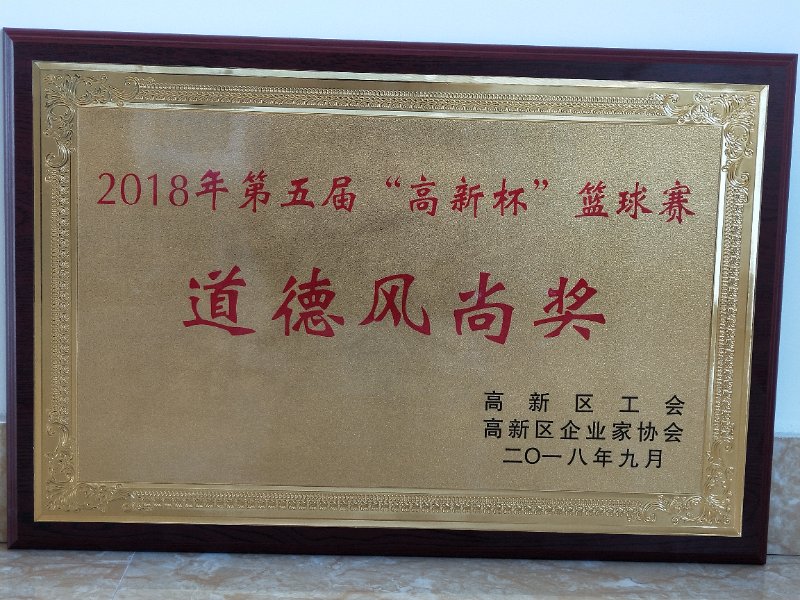 2018年第五届“高新杯”篮球赛
道德风尚奖
高新区工会
高新区企业家协会
二〇一八年九月